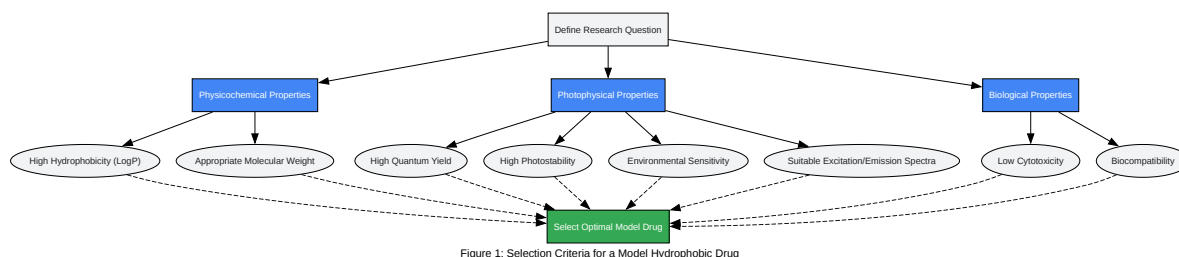 Define Research Question
Physicochemical Properties
Photophysical Properties
Biological Properties
High Hydrophobicity (LogP)
Appropriate Molecular Weight
High Quantum Yield
High Photostability
Environmental Sensitivity
Suitable Excitation/Emission Spectra
Low Cytotoxicity
Biocompatibility
Select Optimal Model Drug
Figure 1: Selection Criteria for a Model Hydrophobic Drug